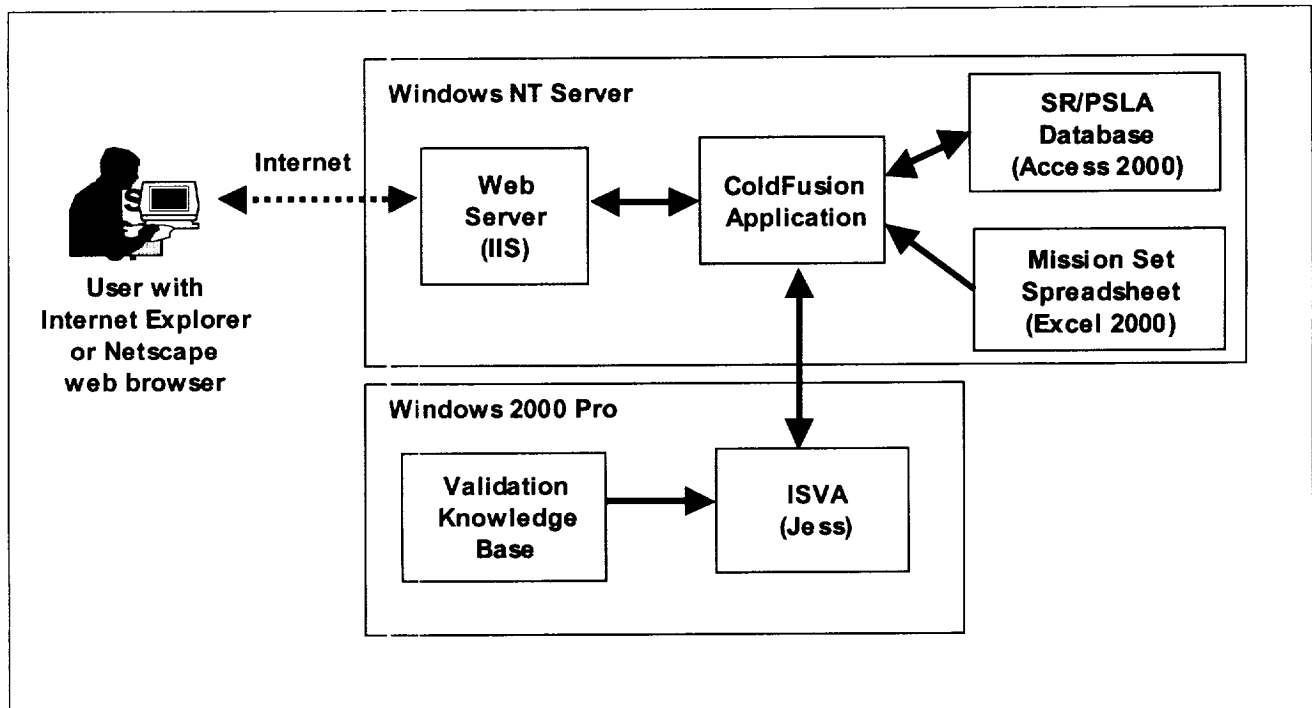 Windows NT Server
SR/PSLA
Database
(Access 2000)
Internet
Web
Server
(IIS)
ColdFusion
Application
Mission Set
Spreadsheet
(Excel 2000)
User with
Internet Explorer
or Netscape
web browser
Windows 2000 Pro
Validation
Knowledge
Base
ISVA
(Jess)